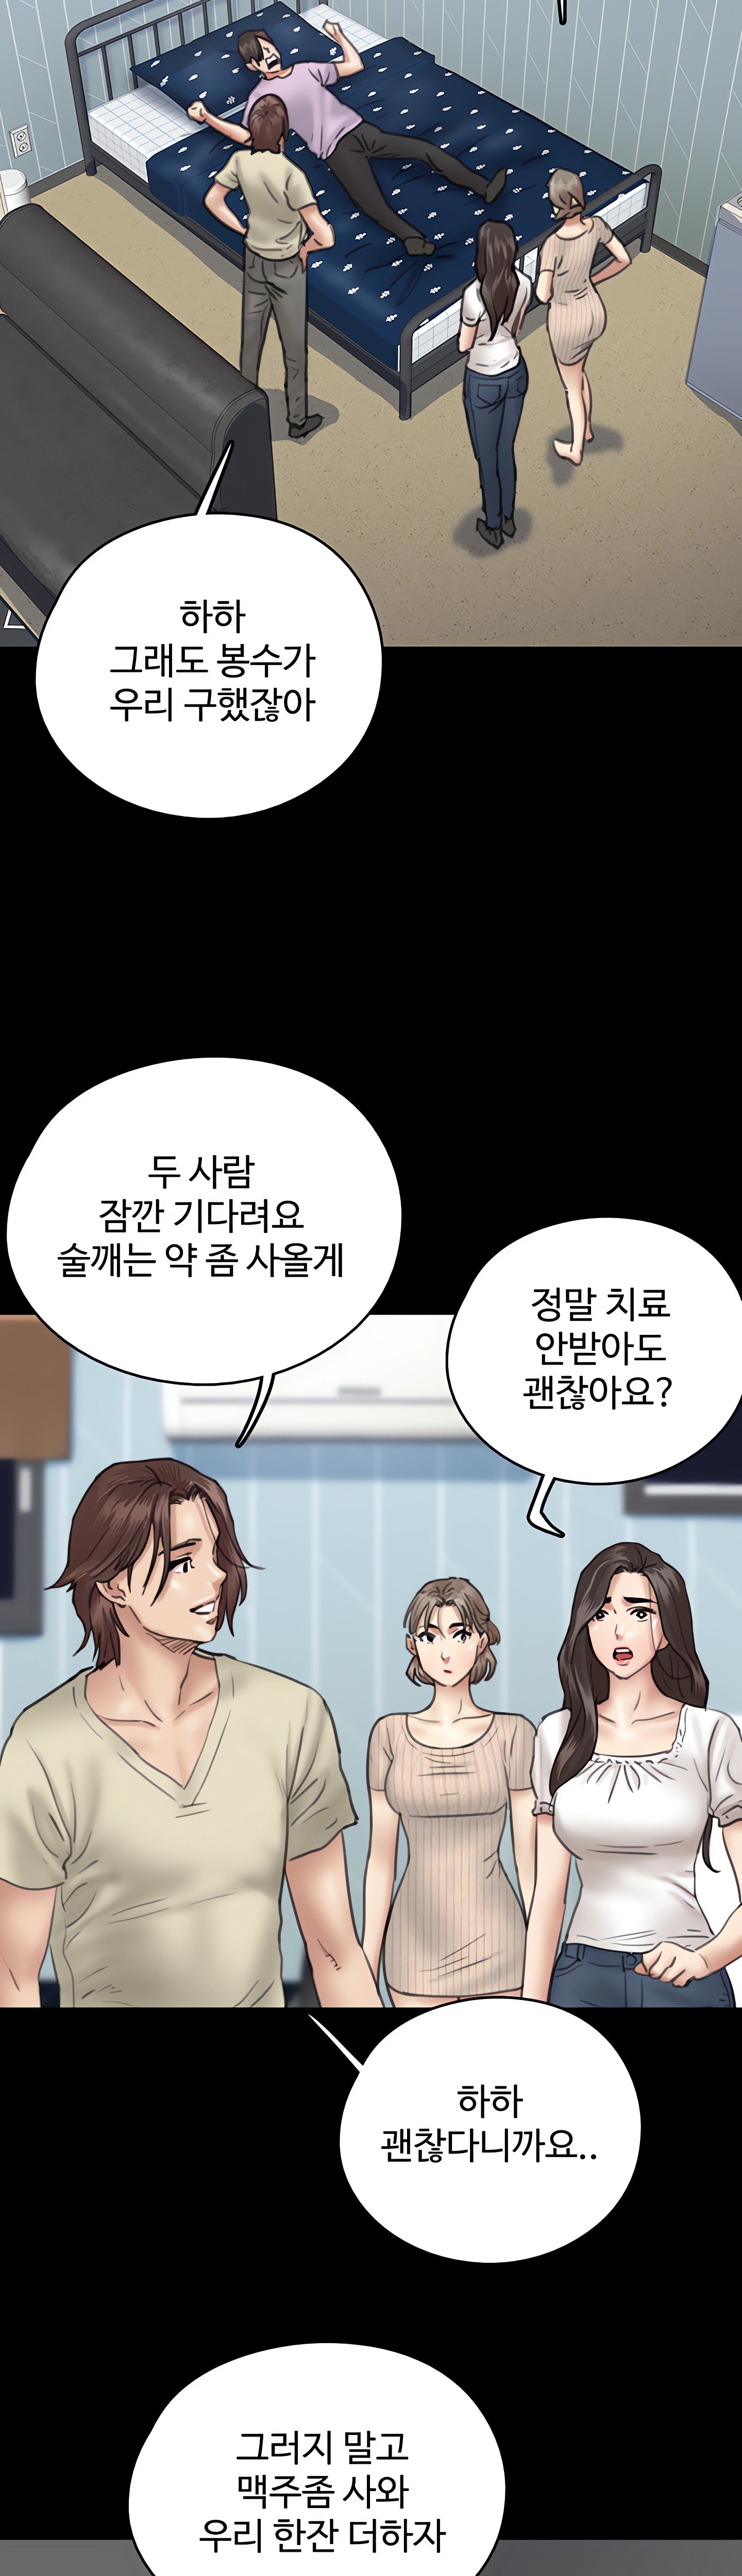 하하
그래도 봉수가
우리 구했잖아
두 사람
잠깐 기다려요
술깨는 약 좀 사올게
정말 치료
안받아도
괜찮아요?
하하
괜찮다니까요..
그러지 말고
맥주좀 사와
우리 한잔 더하자